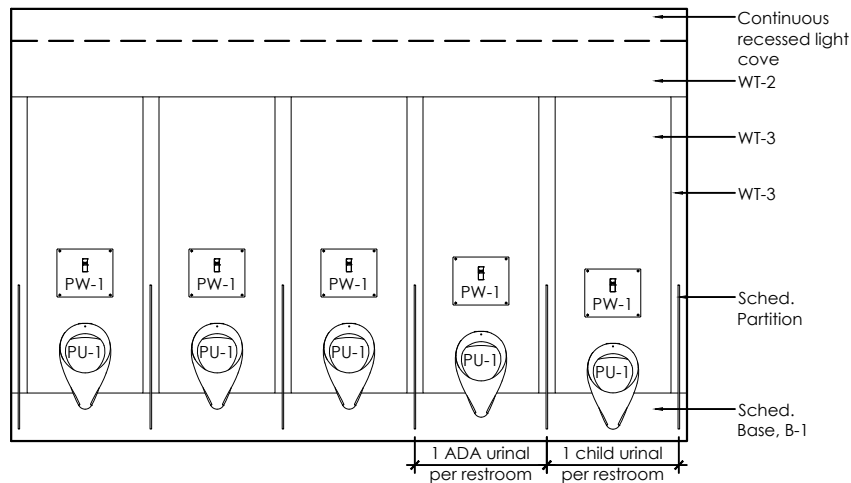 Continuous
recessed light
cove
WT-2
WT-3
WT-3
PW-1
PW-1
PW-1
PW-1
PW-1
Sched.
Partition
PU-1
PU-1
PU-1
PU-1
PU-1
Sched.
Base, B-1
1 ADA urinal
per restroom
1 child urinal
per restroom